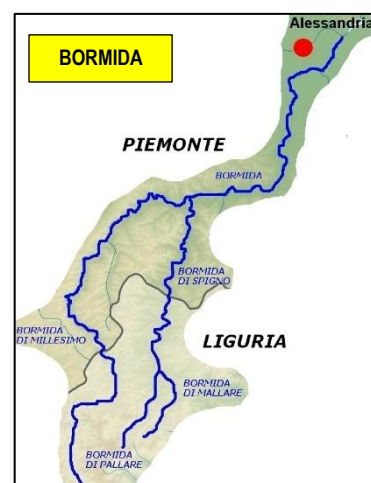 Alessandria
BORMIDA
PIEMONTE
BORMIDA
BORMIDA
DI SPIGNO
BORMIDA
DI MILLESIMO
LIGURIA
BORMIDA
DI MALLARE
BORMIDA
DI PALLARE